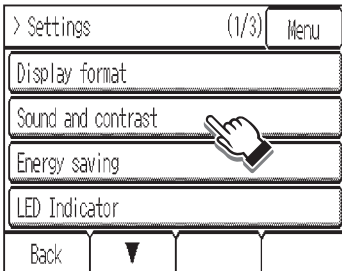 > Settings (1/3) Menu
Display format
Sound and contrast
Energy saving
LED Indicator
Back ▼